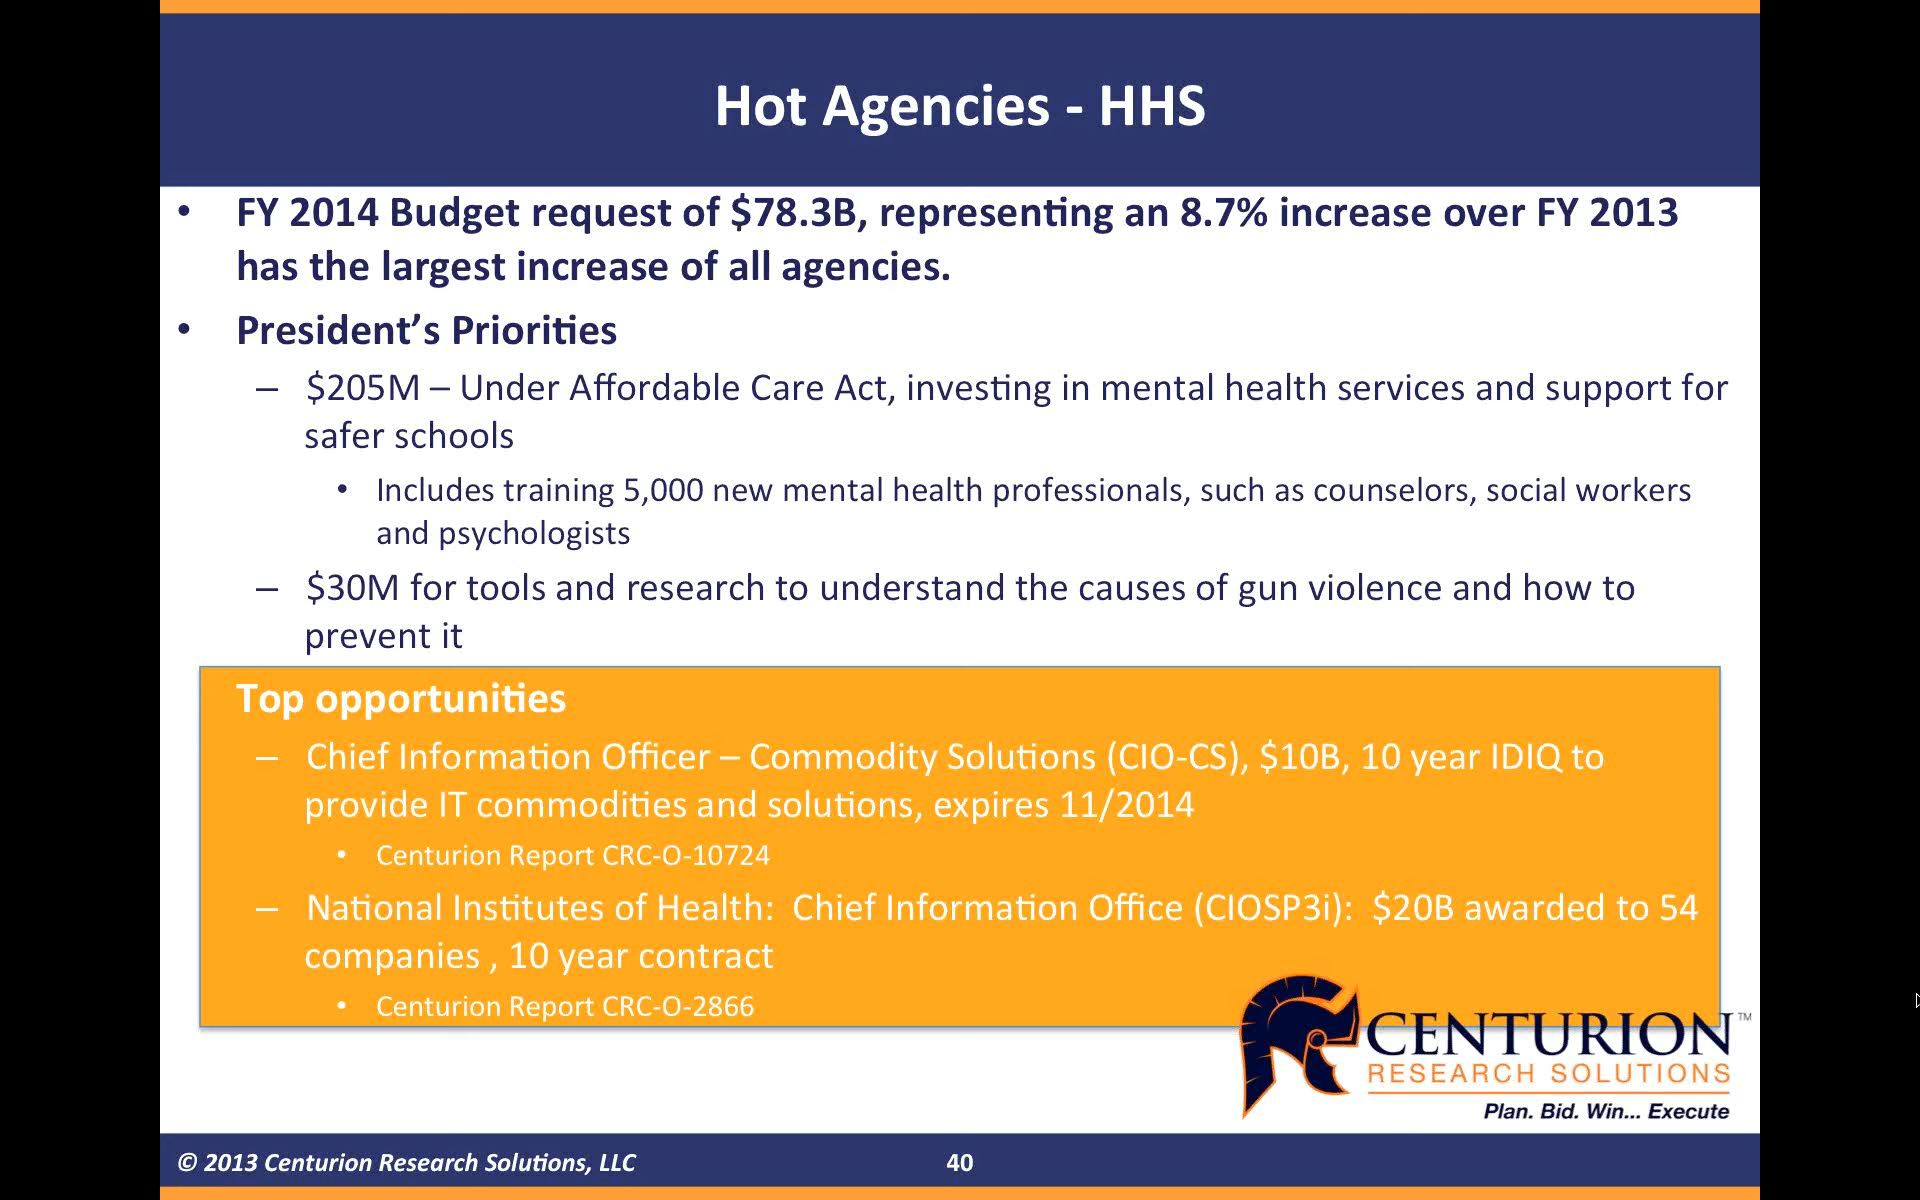 Hot Agencies - HHS
• FY 2014 Budget request of $78.3B, representing an 8.7% increase over FY 2013
has the largest increase of all agencies.
• President’s Priorities
– $205M – Under Affordable Care Act, investing in mental health services and support for
safer schools
• Includes training 5,000 new mental health professionals, such as counselors, social workers
and psychologists
– $30M for tools and research to understand the causes of gun violence and how to
prevent it
Top opportunities
– Chief Information Officer – Commodity Solutions (CIO-CS), $10B, 10 year IDIQ to
provide IT commodities and solutions, expires 11/2014
• Centurion Report CRC-O-10724
– National Institutes of Health:  Chief Information Office (CIOSP3i):  $20B awarded to 54
companies , 10 year contract
• Centurion Report CRC-O-2866
CENTURION™
RESEARCH SOLUTIONS
Plan. Bid. Win... Execute
© 2013 Centurion Research Solutions, LLC
40